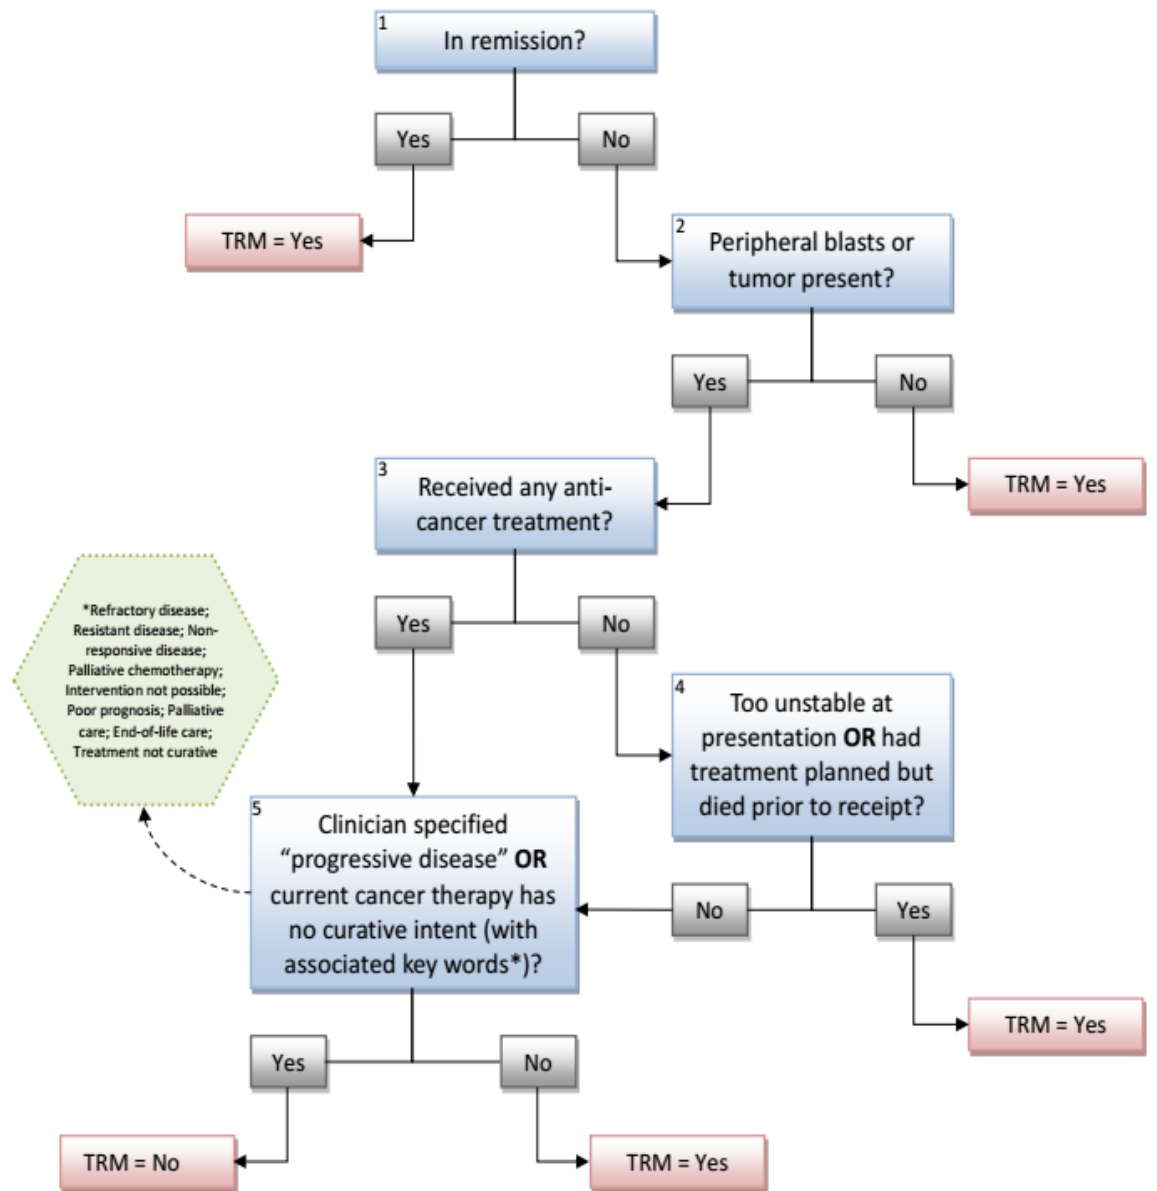 1
In remission?
Yes
No
TRM = Yes
2
Peripheral blasts or
tumor present?
Yes
No
TRM = Yes
3
Received any anti-
cancer treatment?
Yes
No
*Refractory disease;
Resistant disease; Non-
responsive disease;
Palliative chemotherapy;
Intervention not possible;
Poor prognosis; Palliative
care; End-of-life care;
Treatment not curative
4
Too unstable at
presentation OR had
treatment planned but
died prior to receipt?
5
Clinician specified
“progressive disease” OR
current cancer therapy has
no curative intent (with
associated key words*)?
No
Yes
TRM = Yes
Yes
No
TRM = No
TRM = Yes